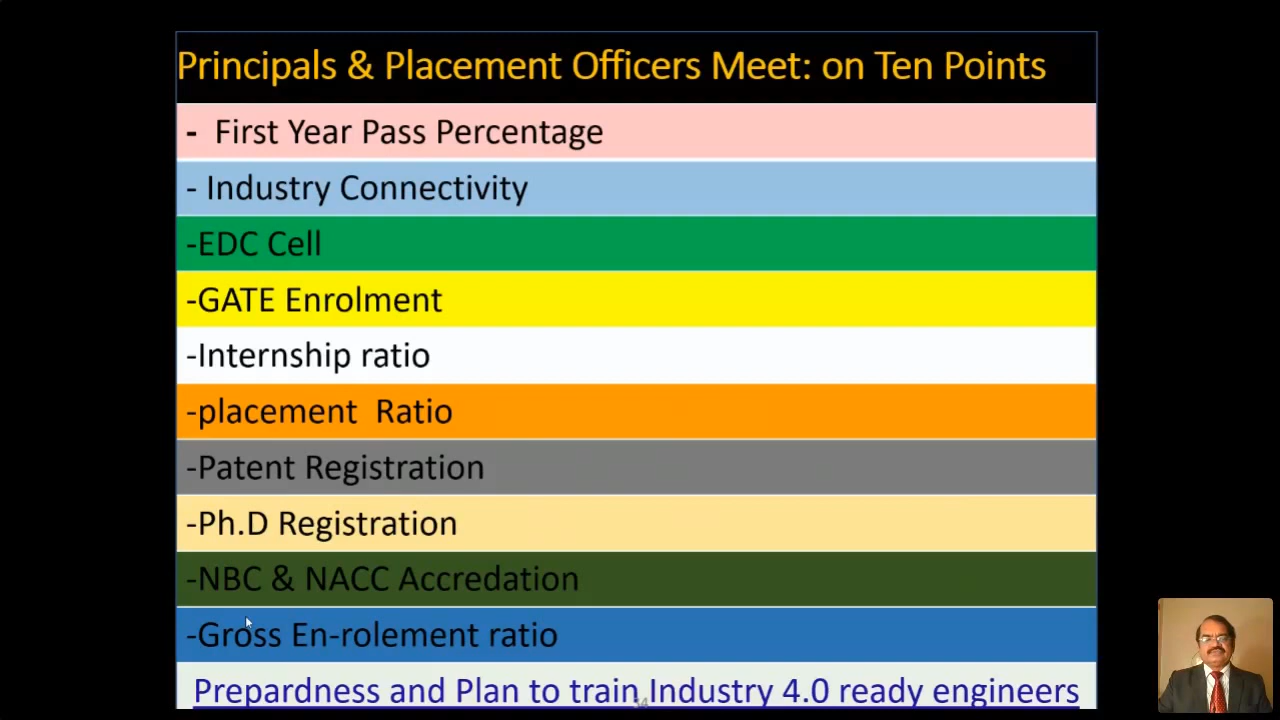 Principals & Placement Officers Meet: on Ten Points
- First Year Pass Percentage
- Industry Connectivity
-EDC Cell
-GATE Enrolment
-Internship ratio
-placement Ratio
-Patent Registration
-Ph.D Registration
-NBC & NACC Accredation
-Gross En-rolement ratio
Prepardness and Plan to train Industry 4.0 ready engineers
54